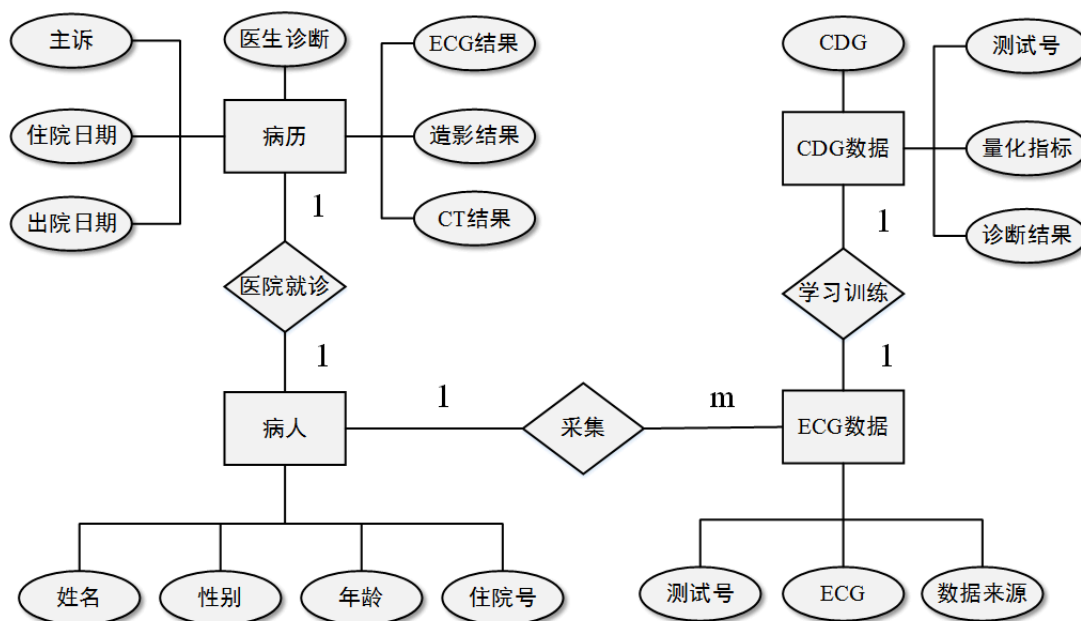 主诉
医生诊断
ECG结果
CDG
测试号
住院日期
病历
造影结果
CDG数据
量化指标
出院日期
CT结果
诊断结果
1
1
医院就诊
学习训练
1
1
病人
1
采集
m
ECG数据
姓名
性别
年龄
住院号
测试号
ECG
数据来源